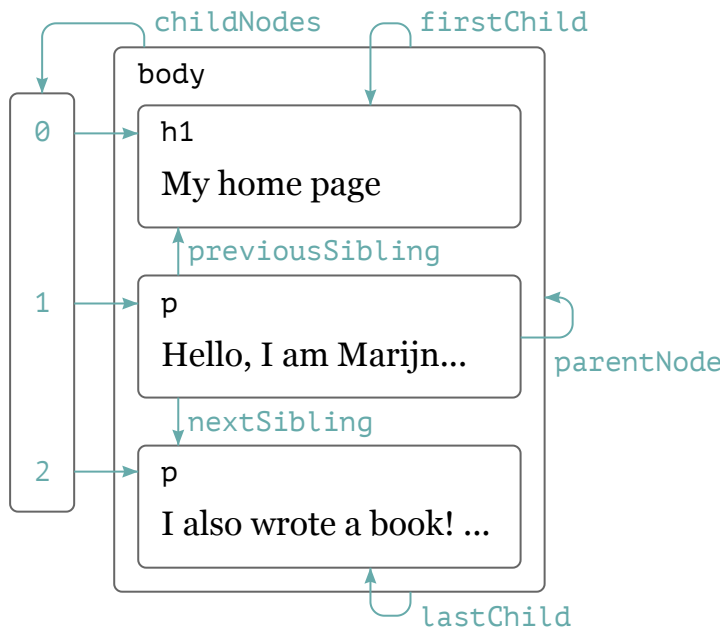 childNodes
firstChild
body
0
h1
My home page
previousSibling
1
p
Hello, I am Marijn...
parentNode
nextSibling
2
p
I also wrote a book! ...
lastChild